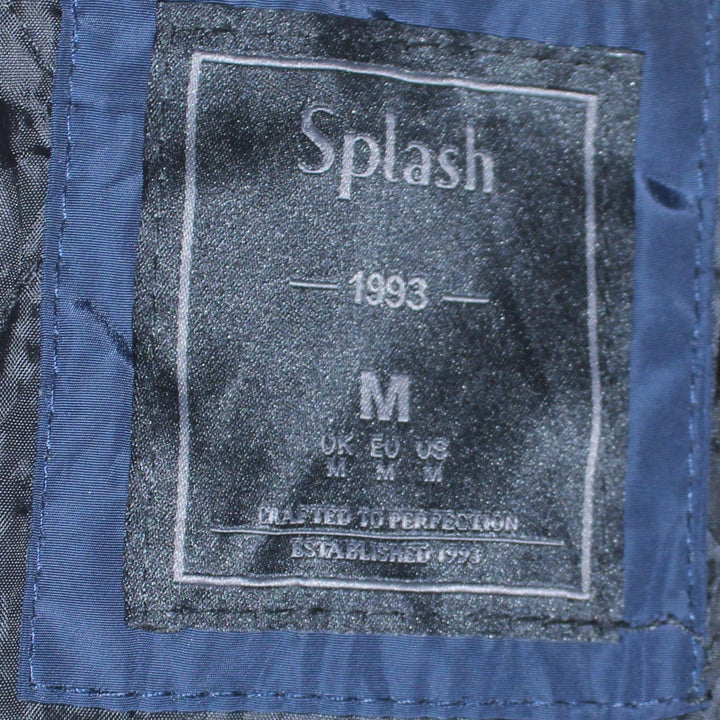 Splash
— 1993 —
M
UK EU US
M M M
CRAFTED TO PERFECTION
ESTABLISHED 1993